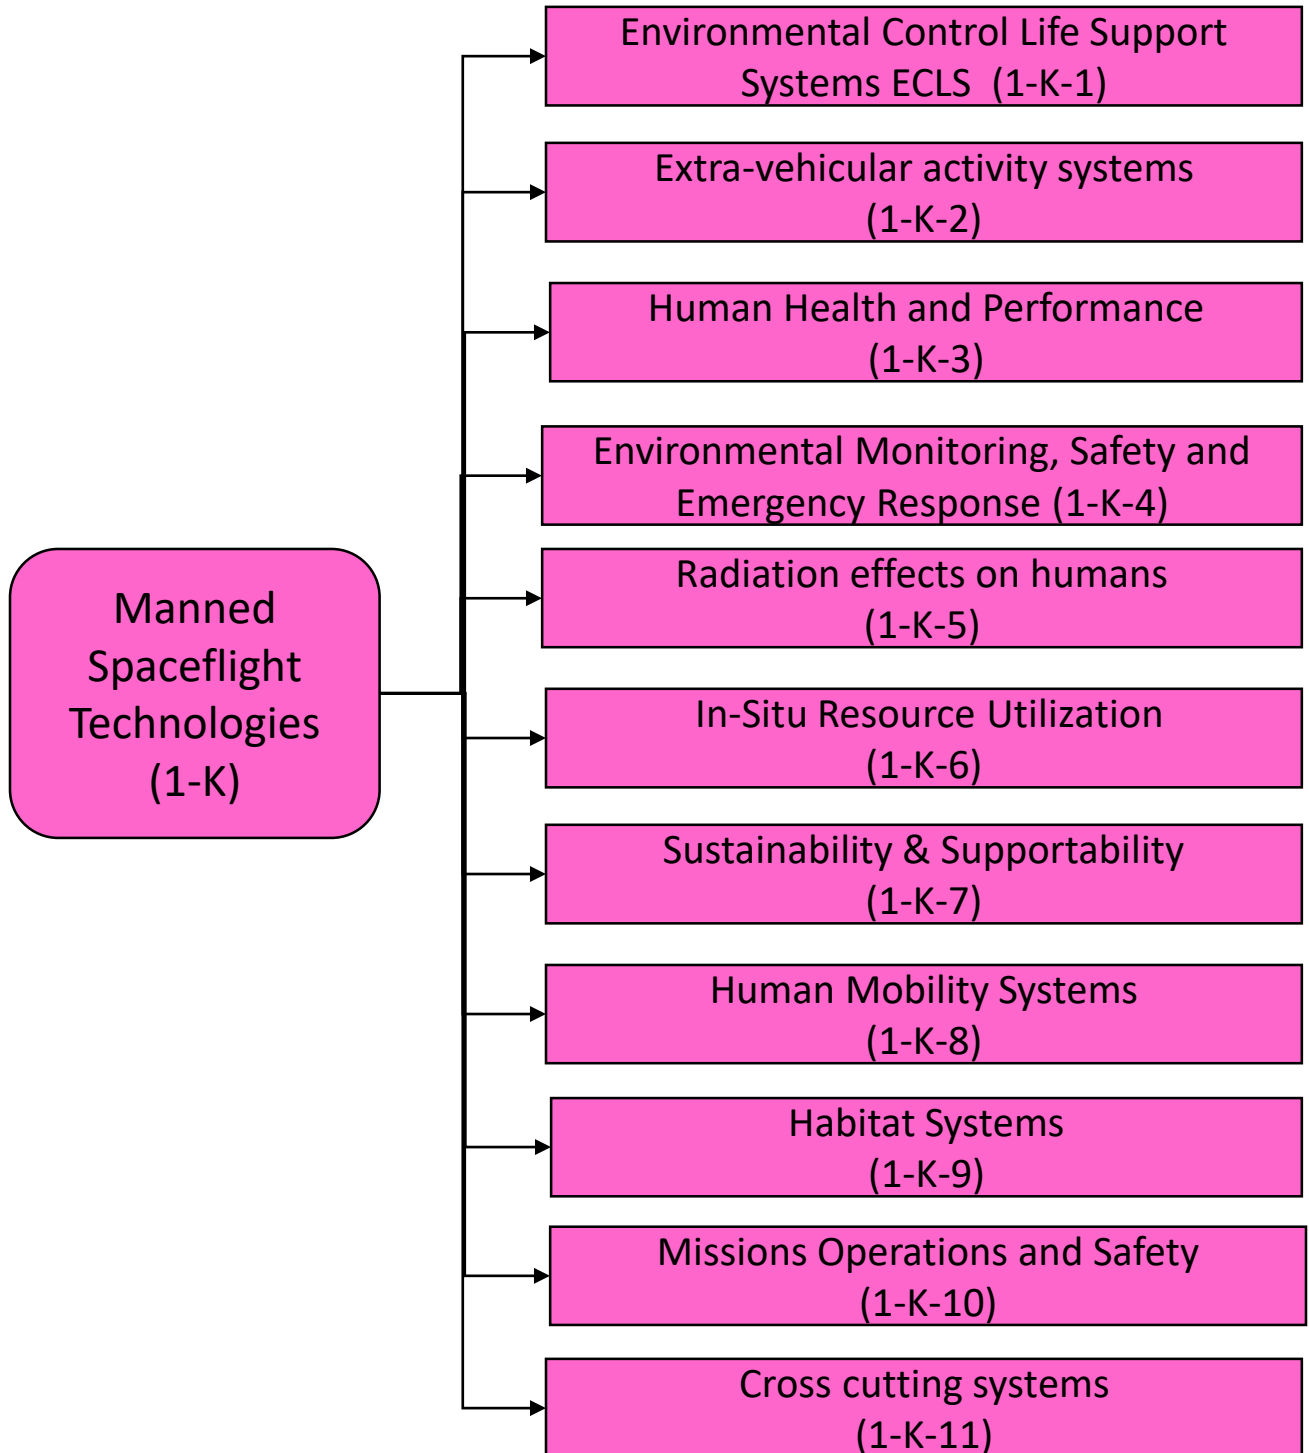 Environmental Control Life Support
Systems ECLS  (1-K-1)
Extra-vehicular activity systems
(1-K-2)
Human Health and Performance
(1-K-3)
Environmental Monitoring, Safety and
Emergency Response (1-K-4)
Radiation effects on humans
(1-K-5)
Manned
Spaceflight
Technologies
(1-K)
In-Situ Resource Utilization
(1-K-6)
Sustainability & Supportability
(1-K-7)
Human Mobility Systems
(1-K-8)
Habitat Systems
(1-K-9)
Missions Operations and Safety
(1-K-10)
Cross cutting systems
(1-K-11)